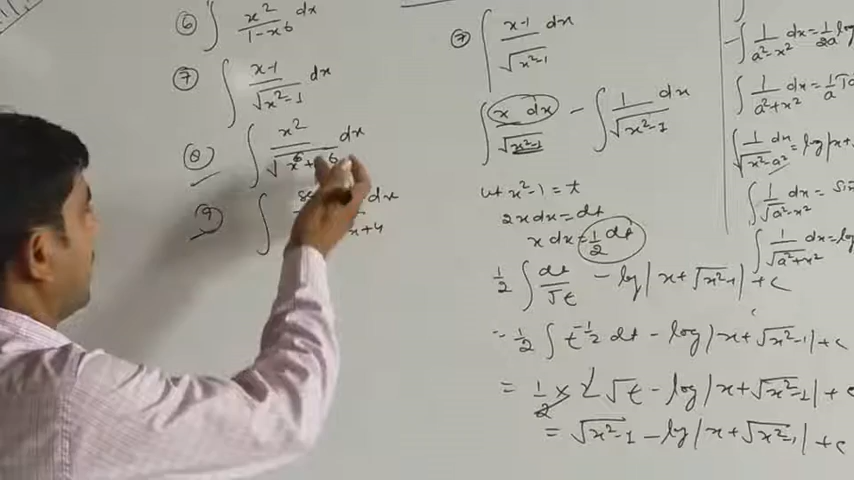 ⑥ ∫ x²/(1-x6) dx
⑦ ∫ (x-1)/√(x²-1) dx
⑧ ∫ x²/√(x⁶+ 6 dx
⑨ ∫ dx
x+4
⑦ ∫ (x-1)/√(x²-1) dx
∫ x dx/√(x²-1) - ∫ 1/√(x²-1) dx
Let x²-1 = t
2x dx = dt
x dx = 1/2 dt
1/2 ∫ dt/√t - log|x+√(x²-1)| + c
= 1/2 ∫ t^(-1/2) dt - log|x+√(x²-1)| + c
= 1/2 × 2 √t - log|x+√(x²-1)| + c
= √(x²-1) - log|x+√(x²-1)| + c
∫ 1/(a²-x²) dx = 1/2a log
∫ 1/(a²+x²) dx = 1/a
∫ 1/√(x²-a²) dx = log|x+
∫ 1/√(a²-x²) dx = sin
∫ 1/√(a²+x²) dx = log